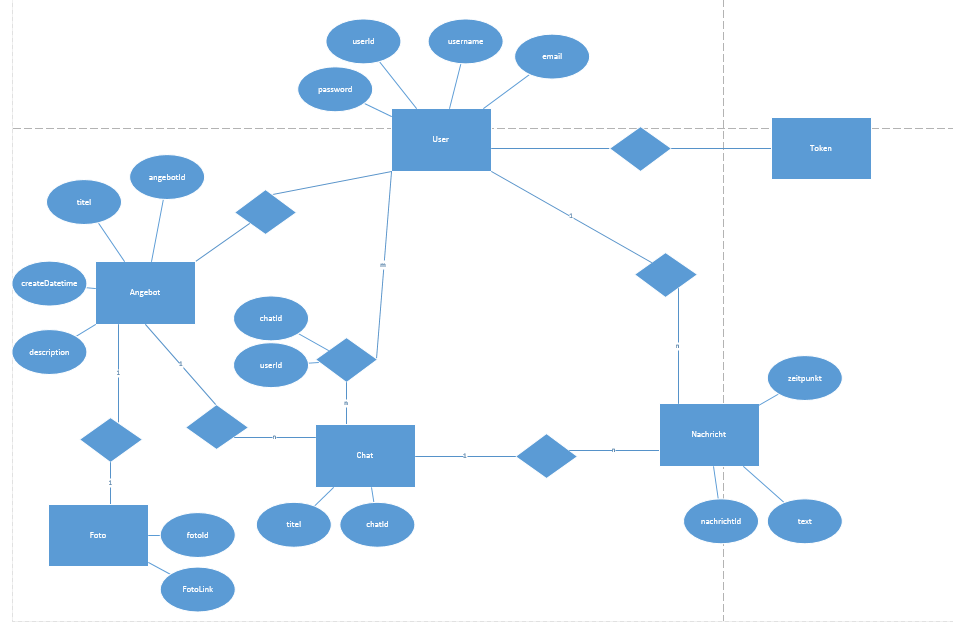 userId
username
email
password
User
Token
angebotId
titel
1
createDatetime
m
Angebot
chatId
n
description
userId
1
1
zeitpunkt
n
Nachricht
n
Chat
1
n
1
titel
chatId
nachrichtId
text
Foto
fotoId
FotoLink